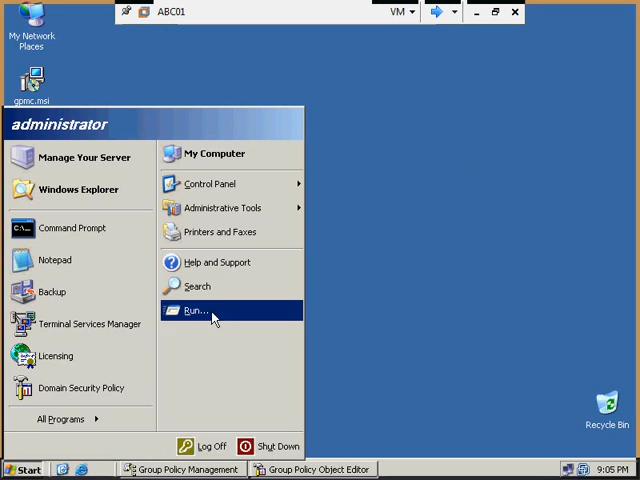 ABC01
VM
My Network
Places
gpmc.msi
administrator
Manage Your Server
Windows Explorer
Command Prompt
Notepad
Backup
Terminal Services Manager
Licensing
Domain Security Policy
All Programs
My Computer
Control Panel
Administrative Tools
Printers and Faxes
Help and Support
Search
Run...
Log Off
Shut Down
Recycle Bin
Start
Group Policy Management
Group Policy Object Editor
9:05 PM